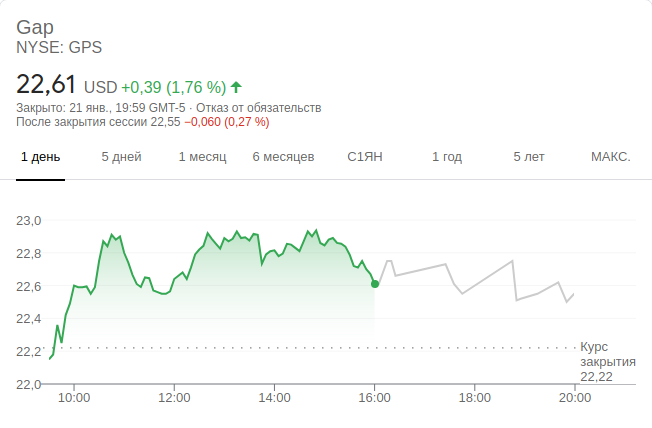 Gap
NYSE: GPS
22,61 USD +0,39 (1,76 %)
Закрыто: 21 янв., 19:59 GMT-5 · Отказ от обязательств
После закрытия сессии 22,55 −0,060 (0,27 %)
1 день 5 дней 1 месяц 6 месяцев С1ЯН 1 год 5 лет МАКС.
23,0
22,8
22,6
22,4
22,2
22,0
Курс
закрытия
22,22
10:00 12:00 14:00 16:00 18:00 20:00